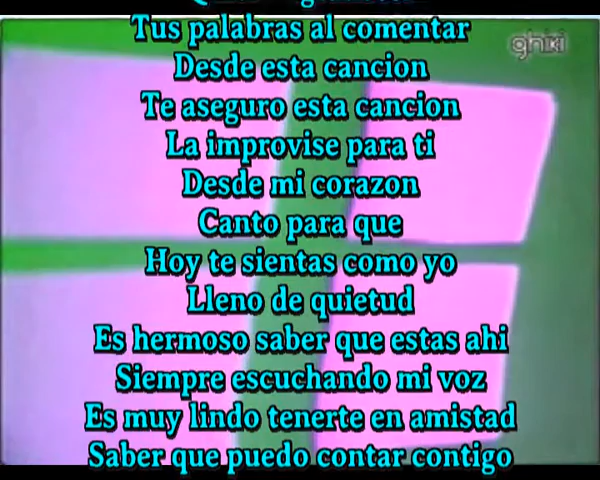 Tus palabras al comentar
ghixi
Desde esta cancion
Te aseguro esta cancion
La improvise para ti
Desde mi corazon
Canto para que
Hoy te sientas como yo
Lleno de quietud
Es hermoso saber que estas ahi
Siempre escuchando mi voz
Es muy lindo tenerte en amistad
Saber que puedo contar contigo